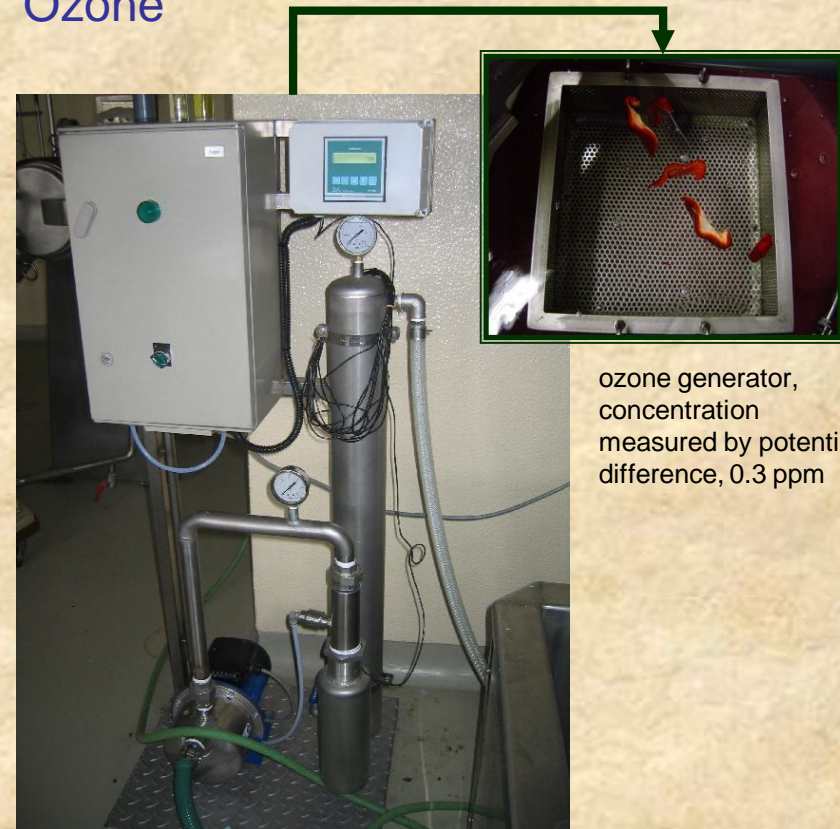 Ozone
ozone generator,
concentration
measured by potenti
difference, 0.3 ppm